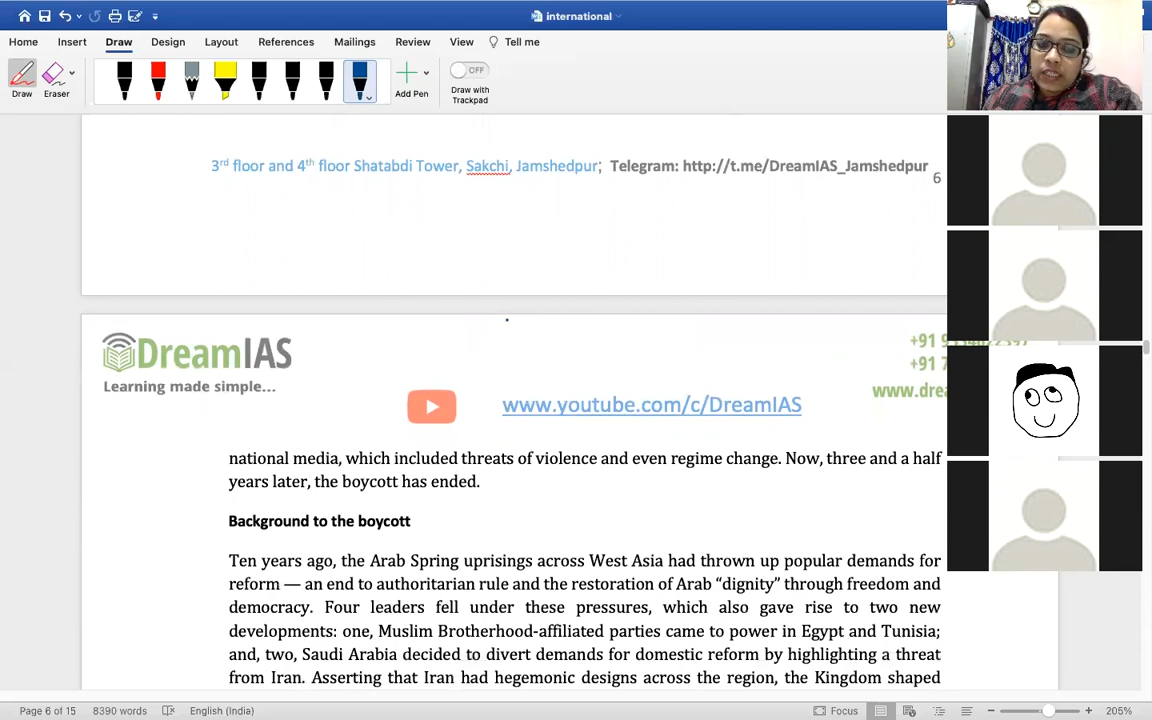 international
Home Insert Draw Design Layout References Mailings Review View Tell me
OFF
Draw Eraser Add Pen Draw with Trackpad
3rd floor and 4th floor Shatabdi Tower, Sakchi, Jamshedpur; Telegram: http://t.me/DreamIAS_Jamshedpur
6
DreamIAS
Learning made simple...
+91
+91 7
www.drea
www.youtube.com/c/DreamIAS
national media, which included threats of violence and even regime change. Now, three and a half
years later, the boycott has ended.
Background to the boycott
Ten years ago, the Arab Spring uprisings across West Asia had thrown up popular demands for
reform — an end to authoritarian rule and the restoration of Arab “dignity” through freedom and
democracy. Four leaders fell under these pressures, which also gave rise to two new
developments: one, Muslim Brotherhood-affiliated parties came to power in Egypt and Tunisia;
and, two, Saudi Arabia decided to divert demands for domestic reform by highlighting a threat
from Iran. Asserting that Iran had hegemonic designs across the region, the Kingdom shaped
Page 6 of 15 8390 words English (India) Focus 205%